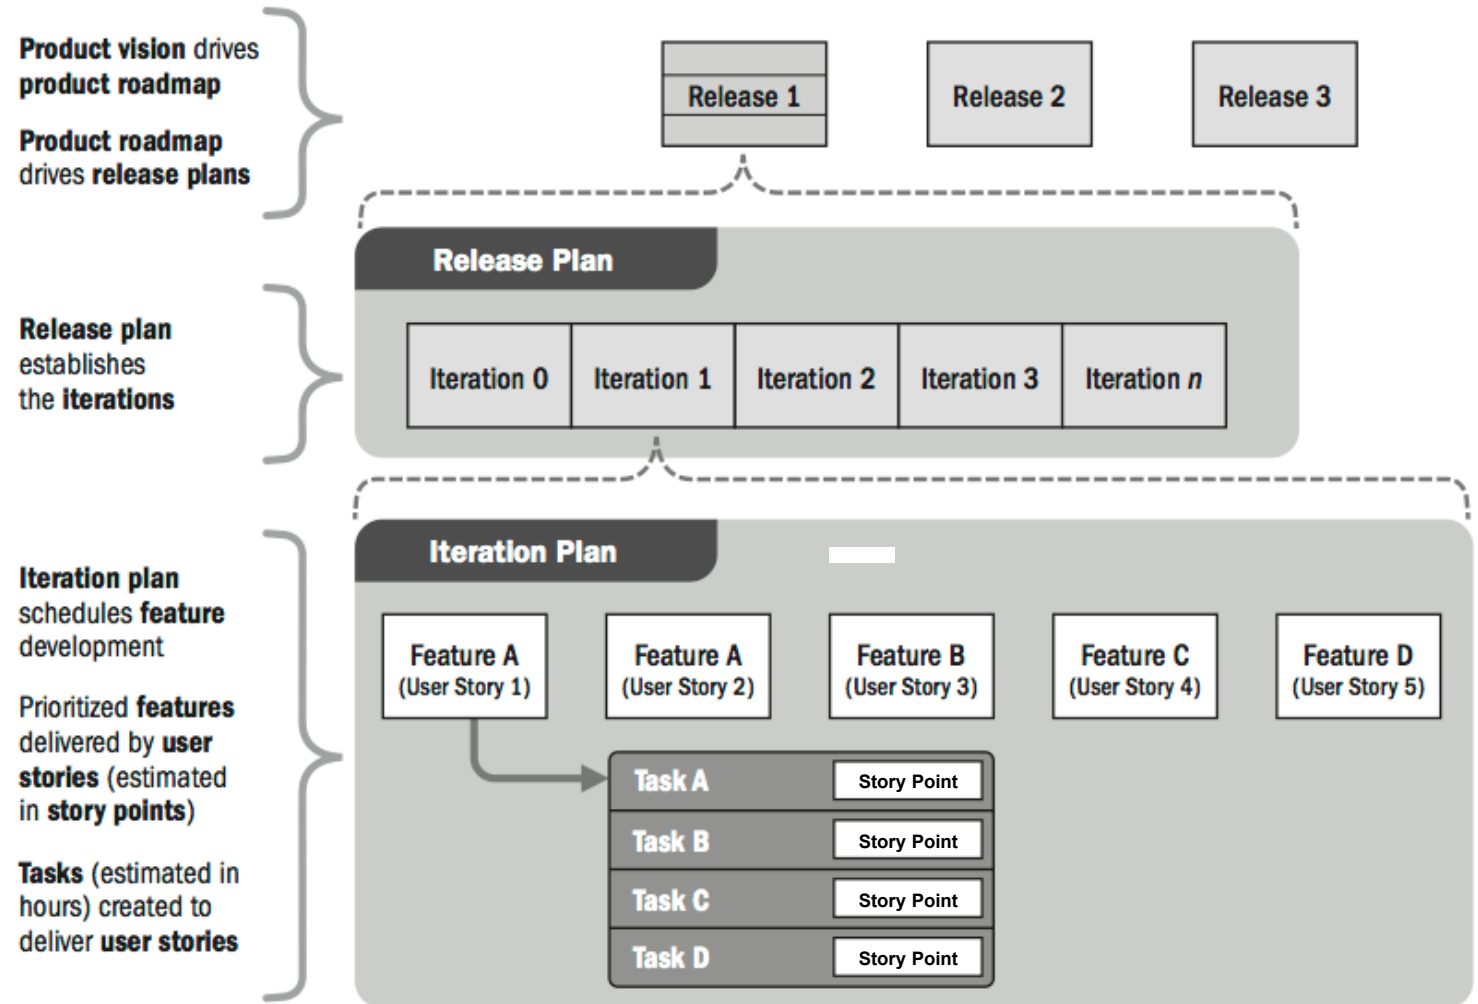 Product vision drives
product roadmap
Product roadmap
drives release plans
Release 1
Release 2
Release 3
Release Plan
Release plan
establishes
the iterations
Iteration 0
Iteration 1
Iteration 2
Iteration 3
Iteration n
Iteration Plan
Iteration plan
schedules feature
development
Prioritized features
delivered by user
stories (estimated
in story points)
Tasks (estimated in
hours) created to
deliver user stories
Feature A
(User Story 1)
Feature A
(User Story 2)
Feature B
(User Story 3)
Feature C
(User Story 4)
Feature D
(User Story 5)
Task A
Story Point
Task B
Story Point
Task C
Story Point
Task D
Story Point